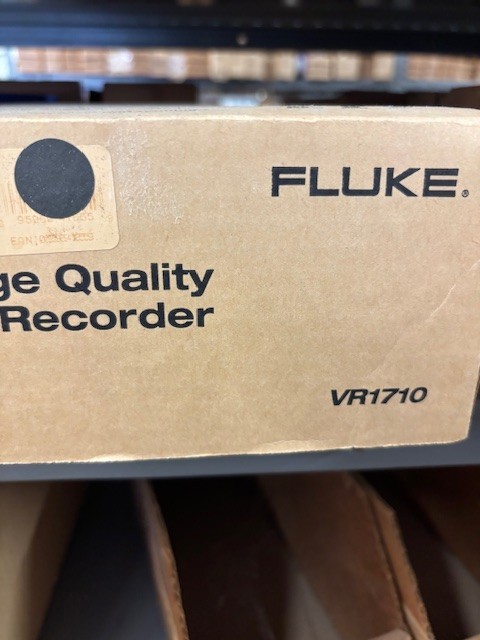 FLUKE®
ge Quality
Recorder
VR1710